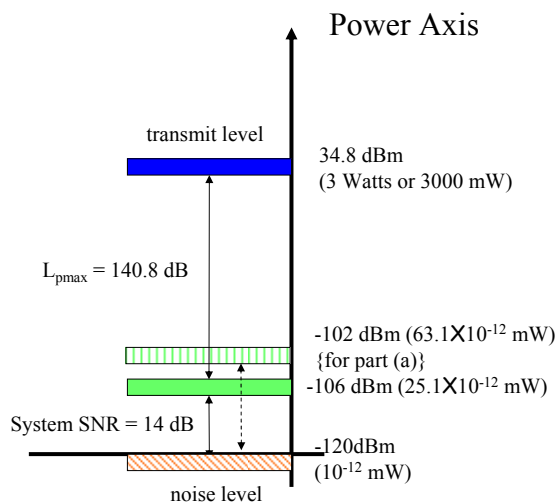 Power Axis
transmit level
34.8 dBm
(3 Watts or 3000 mW)
L_pmax = 140.8 dB
-102 dBm (63.1X10^-12 mW)
{for part (a)}
-106 dBm (25.1X10^-12 mW)
System SNR = 14 dB
-120dBm
(10^-12 mW)
noise level